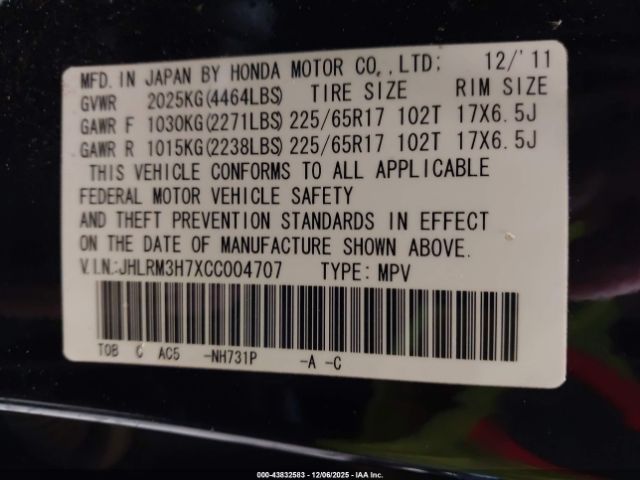 MFD. IN JAPAN BY HONDA MOTOR CO.,LTD; 12/'11
GVWR 2025KG(4464LBS) TIRE SIZE RIM SIZE
GAWR F 1030KG(2271LBS) 225/65R17 102T 17X6.5J
GAWR R 1015KG(2238LBS) 225/65R17 102T 17X6.5J
THIS VEHICLE CONFORMS TO ALL APPLICABLE
FEDERAL MOTOR VEHICLE SAFETY
AND THEFT PREVENTION STANDARDS IN EFFECT
ON THE DATE OF MANUFACTURE SHOWN ABOVE.
V.I.N.:JHLRM3H7XCC004707 TYPE: MPV
TOB C AC5 -NH731P -A -C
000-43832583 - 12/06/2025 - IAA Inc.